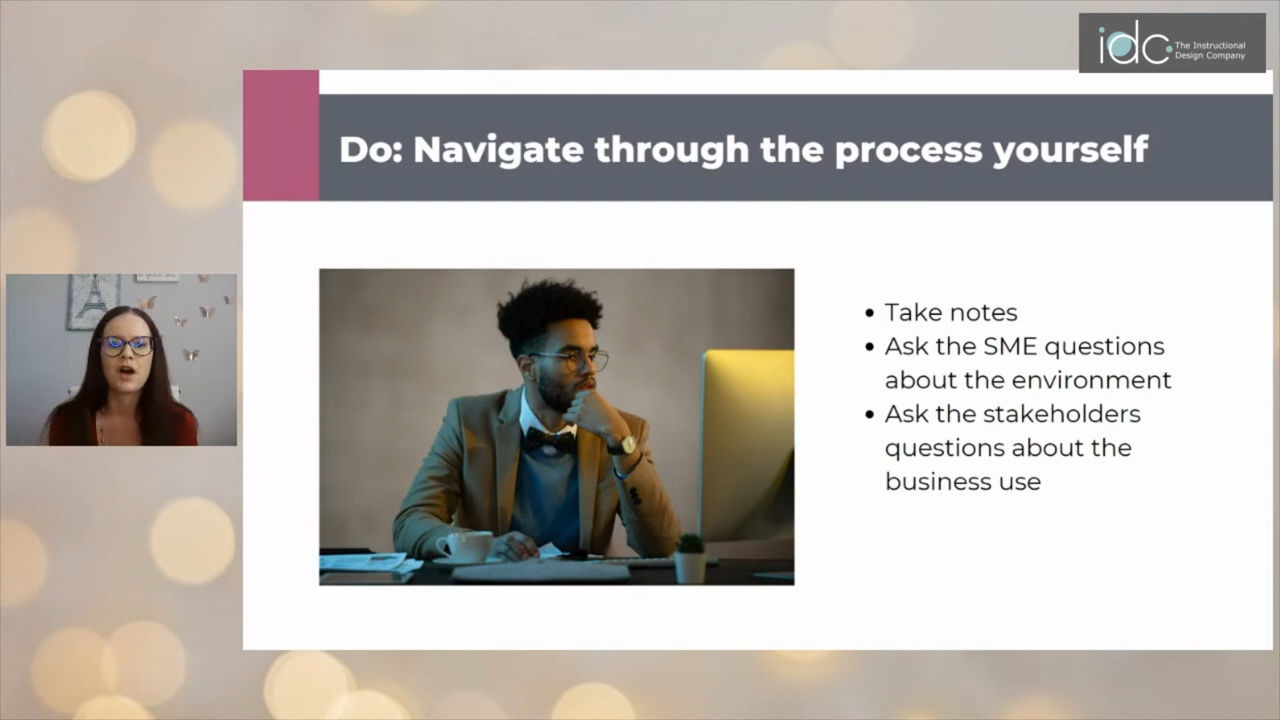 idc
The Instructional
Design Company
Do: Navigate through the process yourself
• Take notes
• Ask the SME questions
about the environment
• Ask the stakeholders
questions about the
business use